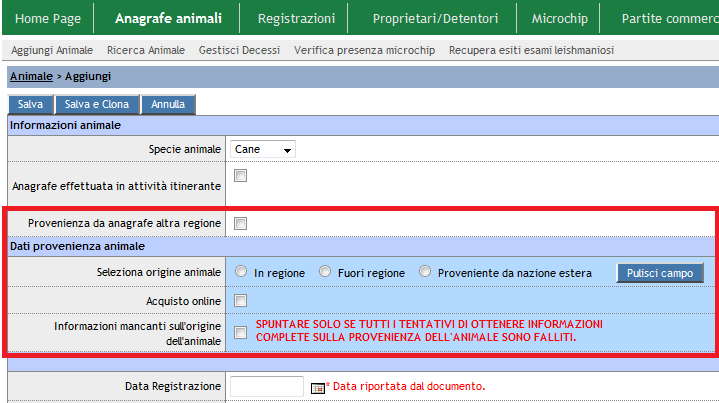 Home Page Anagrafe animali Registrazioni Proprietari/Detentori Microchip Partite commerc
Aggiungi Animale Ricerca Animale Gestisci Decessi Verifica presenza microchip Recupera esiti esami leishmaniosi
Animale > Aggiungi
Salva Salva e Clona Annulla
Informazioni animale
Specie animale Cane
Anagrafe effettuata in attività itinerante
Provenienza da anagrafe altra regione
Dati provenienza animale
Seleziona origine animale In regione Fuori regione Proveniente da nazione estera Pulisci campo
Acquisto online
Informazioni mancanti sull'origine dell'animale
SPUNTARE SOLO SE TUTTI I TENTATIVI DI OTTENERE INFORMAZIONI
COMPLETE SULLA PROVENIENZA DELL'ANIMALE SONO FALLITI.
Data Registrazione * Data riportata dal documento.